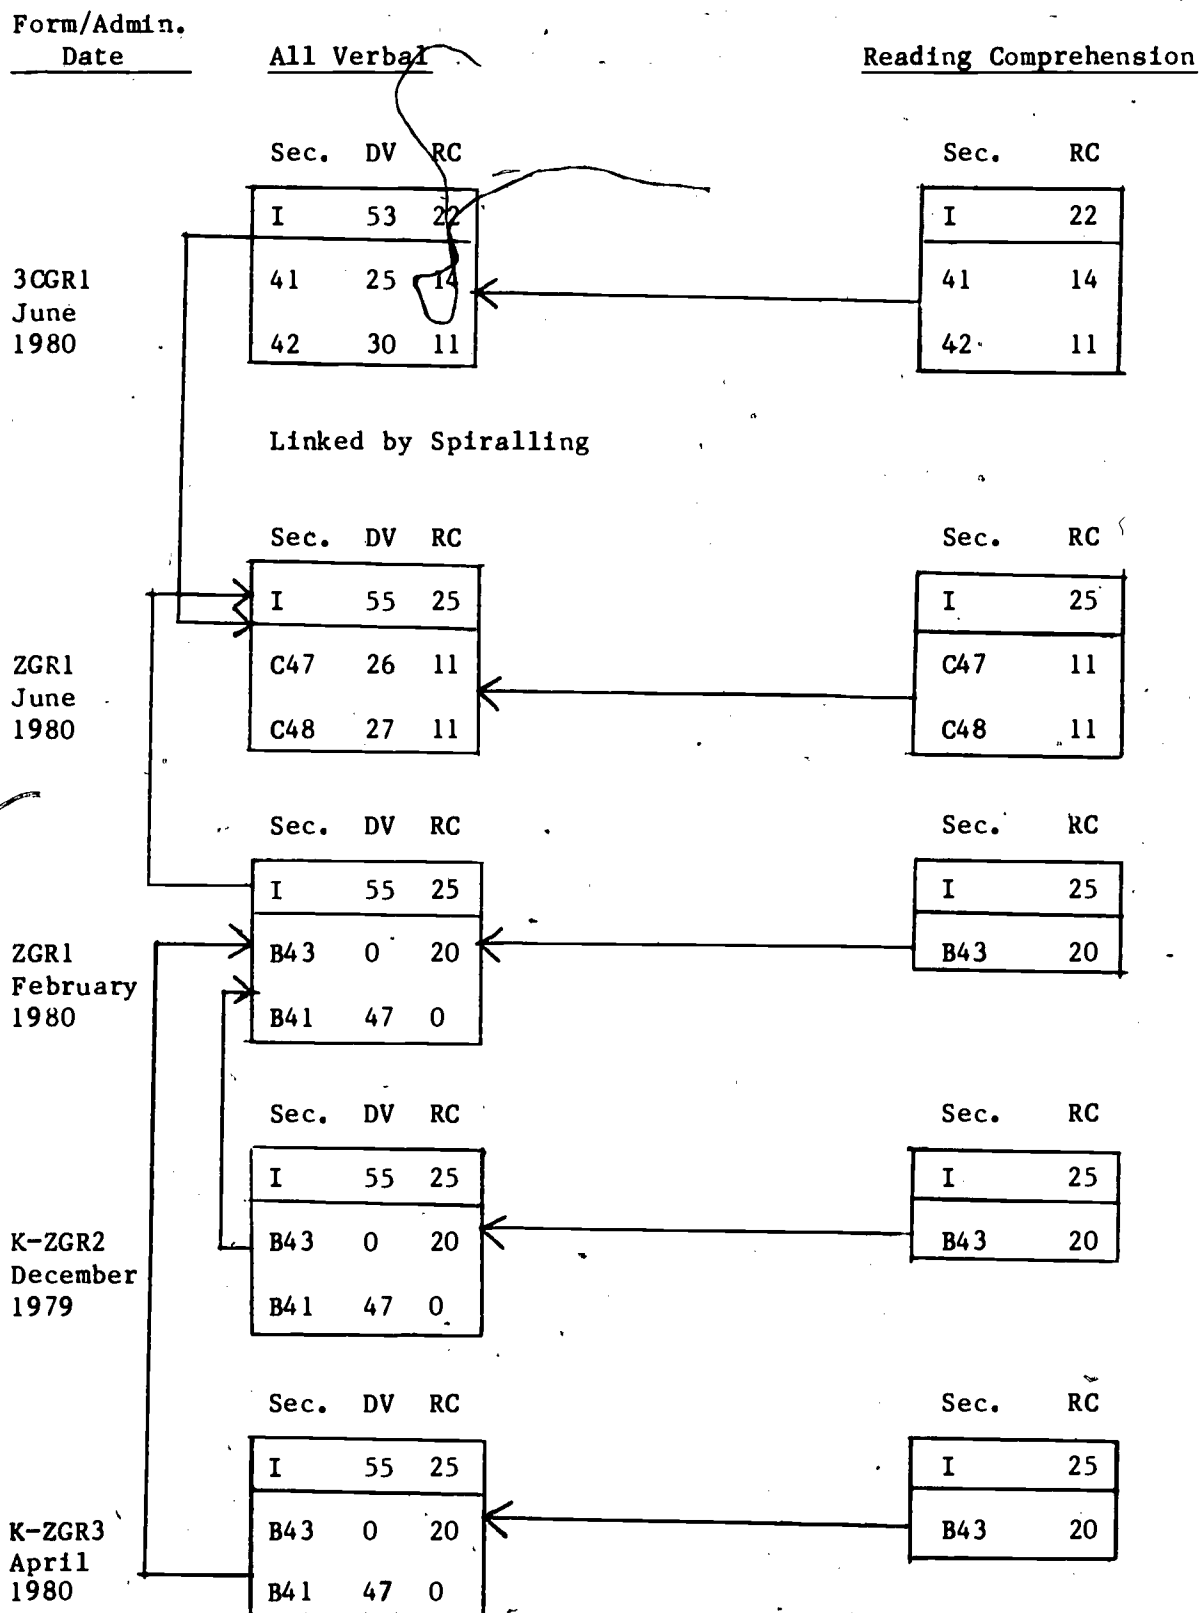 Form/Admin.
Date All Verbal Reading Comprehension
Sec. DV RC Sec. RC
I 53 22 I 22
3CGR1 41 25 14 41 14
June
1980 42 30 11 42 11
Linked by Spiralling
Sec. DV RC Sec. RC
I 55 25 I 25
ZGR1 C47 26 11 C47 11
June
1980 C48 27 11 C48 11
Sec. DV RC Sec. RC
I 55 25 I 25
ZGR1 B43 0 20 B43 20
February
1980 B41 47 0
Sec. DV RC Sec. RC
I 55 25 I 25
K-ZGR2 B43 0 20 B43 20
December
1979 B41 47 0
Sec. DV RC Sec. RC
I 55 25 I 25
K-ZGR3 B43 0 20 B43 20
April
1980 B41 47 0